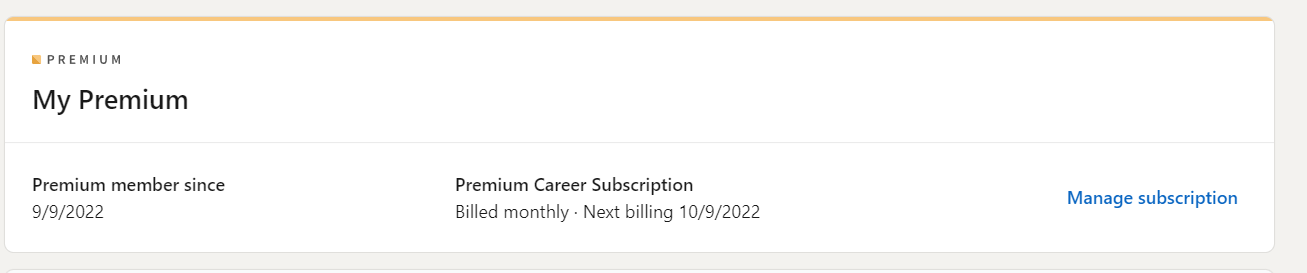 PREMIUM
My Premium
Premium member since
9/9/2022
Premium Career Subscription
Billed monthly · Next billing 10/9/2022
Manage subscription